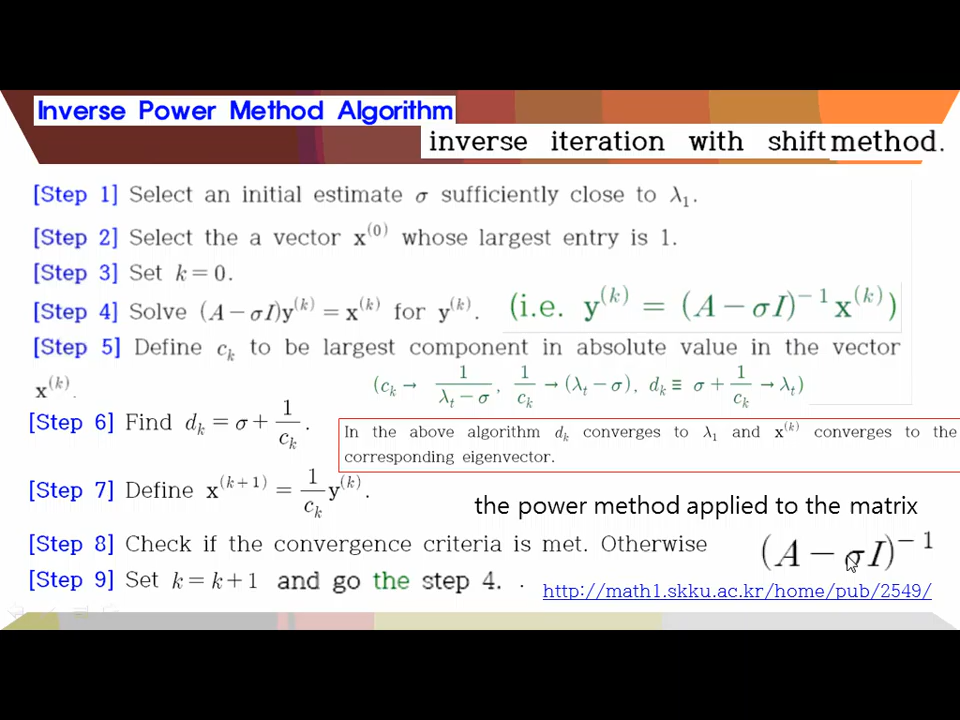 Inverse Power Method Algorithm
inverse iteration with shift method.
[Step 1] Select an initial estimate σ sufficiently close to λ₁.
[Step 2] Select the a vector x⁽⁰⁾ whose largest entry is 1.
[Step 3] Set k = 0.
[Step 4] Solve (A − σI)y⁽ᵏ⁾ = x⁽ᵏ⁾ for y⁽ᵏ⁾. (i.e. y⁽ᵏ⁾ = (A − σI)⁻¹ x⁽ᵏ⁾)
[Step 5] Define cₖ to be largest component in absolute value in the vector
x⁽ᵏ⁾. (cₖ → 1/(λₜ − σ), 1/cₖ → (λₜ − σ), dₖ ≡ σ + 1/cₖ → λₜ)
[Step 6] Find dₖ = σ + 1/cₖ.
In the above algorithm dₖ converges to λ₁ and x⁽ᵏ⁾ converges to the
corresponding eigenvector.
[Step 7] Define x⁽ᵏ⁺¹⁾ = 1/cₖ y⁽ᵏ⁾.
the power method applied to the matrix
(A − σI)⁻¹
[Step 8] Check if the convergence criteria is met. Otherwise
[Step 9] Set k = k + 1 and go the step 4. .
http://math1.skku.ac.kr/home/pub/2549/